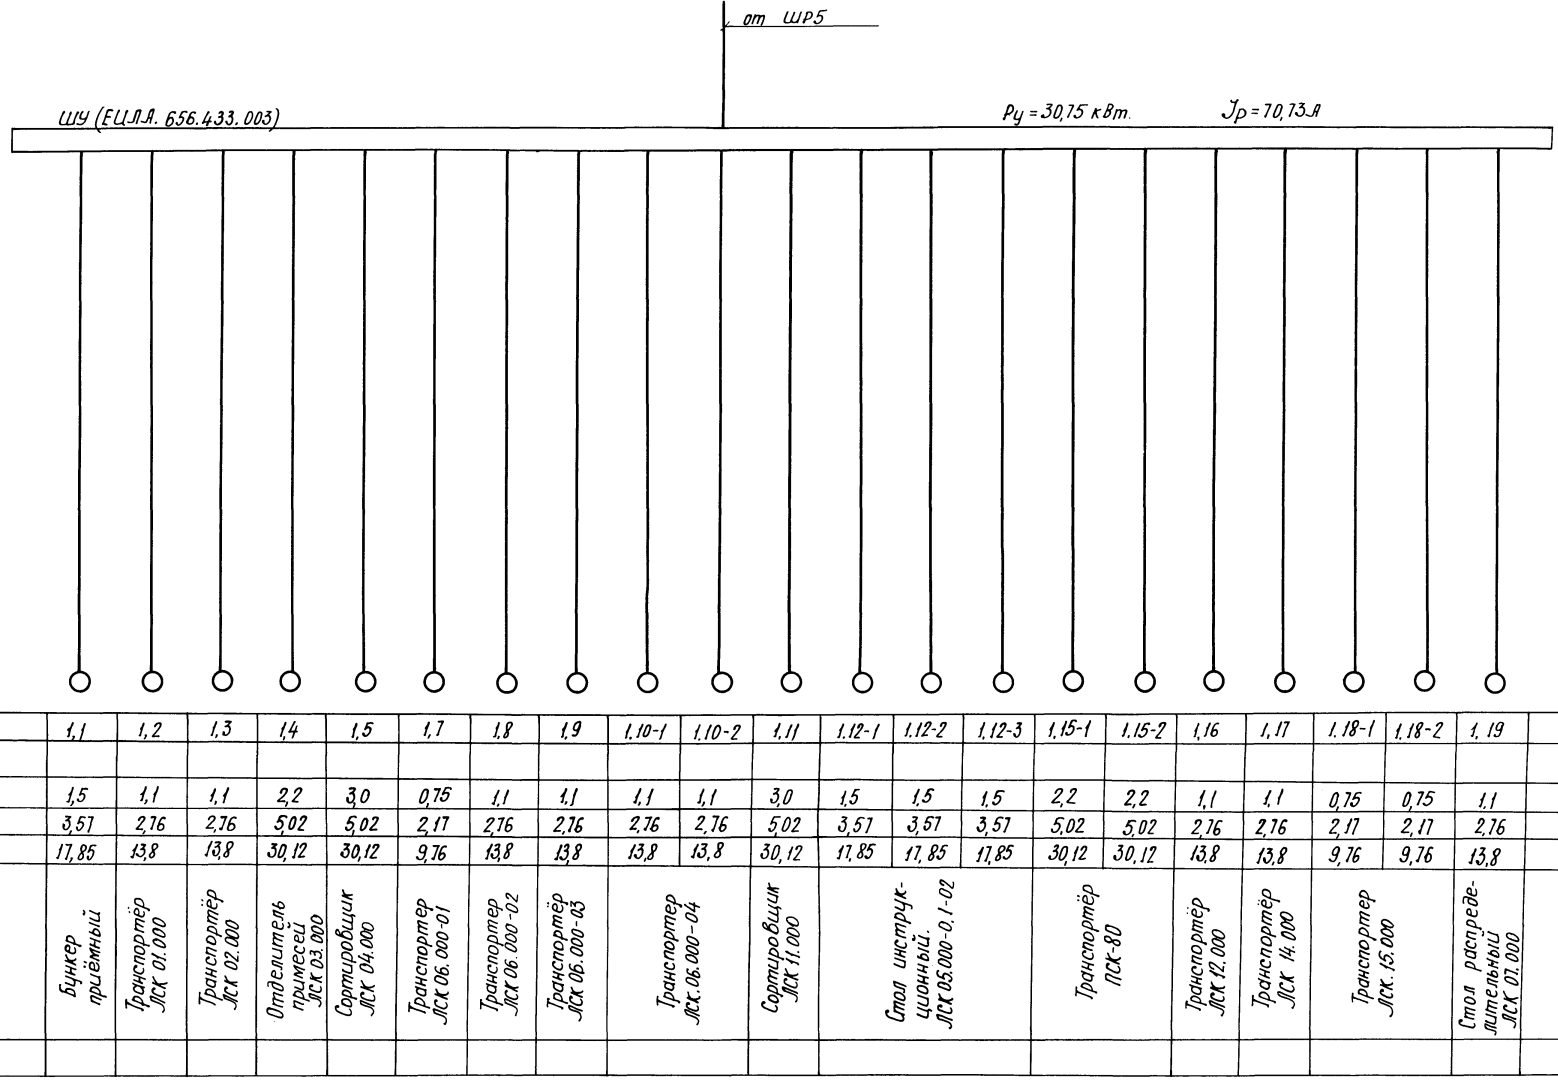 от ШР5
ШУ (ЕЦЛА. 656.433.003)
Ру = 30,75 кВт. Jр = 70,73А
1,1 1,2 1,3 1,4 1,5 1,7 1,8 1,9 1.10-1 1.10-2 1.11 1.12-1 1.12-2 1.12-3 1.15-1 1.15-2 1,16 1,17 1.18-1 1.18-2 1.19
1,5 1,1 1,1 2,2 3,0 0,75 1,1 1,1 1,1 1,1 3,0 1,5 1,5 1,5 2,2 2,2 1,1 1,1 0,75 0,75 1,1
3,57 2,76 2,76 5,02 5,02 2,17 2,76 2,76 2,76 2,76 5,02 3,57 3,57 3,57 5,02 5,02 2,76 2,76 2,17 2,17 2,76
17,85 13,8 13,8 30,12 30,12 9,76 13,8 13,8 13,8 13,8 30,12 17,85 17,85 17,85 30,12 30,12 13,8 13,8 9,76 9,76 13,8
Бункер
приёмный
Транспортёр
ЛСК 01.000
Транспортёр
ЛСК 02.000
Отделитель
примесей
ЛСК 03.000
Сортировщик
ЛСК 04.000
Транспортер
ЛСК 06.000-01
Транспортер
ЛСК 06.000-02
Транспортёр
ЛСК 06.000-03
Транспортер
ЛСК.06.000-04
Сортировщик
ЛСК 11.000
Стол инструк-
ционный.
ЛСК 05.000-0,1-02
Транспортёр
ПСК-80
Транспортёр
ЛСК 12.000
Транспортёр
ЛСК 14.000
Транспортер
ЛСК.15.000
Стол распреде-
лительный
ЛСК 07.000